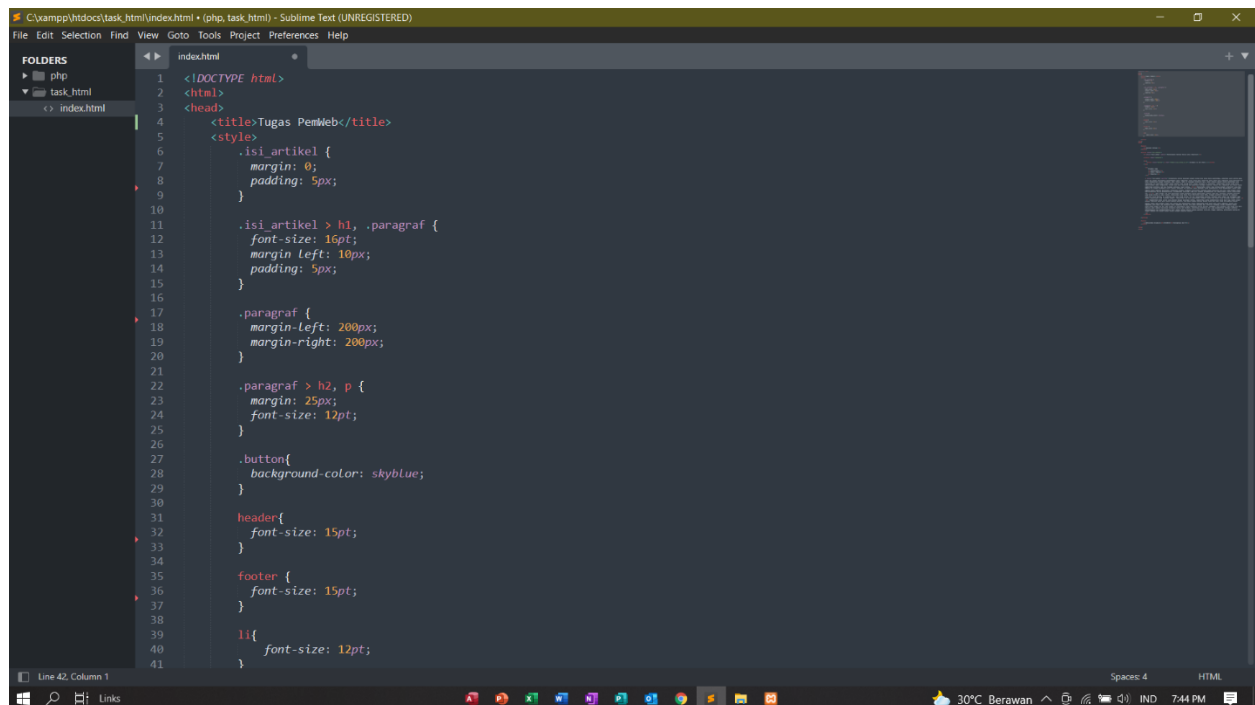 C:\xampp\htdocs\task_html\index.html • (php, task_html) - Sublime Text (UNREGISTERED)
File Edit Selection Find View Goto Tools Project Preferences Help
FOLDERS
php
task_html
<> index.html
index.html
1 <!DOCTYPE html>
2 <html>
3 <head>
4 <title>Tugas PemWeb</title>
5 <style>
6 .isi_artikel {
7 margin: 0;
8 padding: 5px;
9 }
10
11 .isi_artikel > h1, .paragraf {
12 font-size: 16pt;
13 margin left: 10px;
14 padding: 5px;
15 }
16
17 .paragraf {
18 margin-left: 200px;
19 margin-right: 200px;
20 }
21
22 .paragraf > h2, p {
23 margin: 25px;
24 font-size: 12pt;
25 }
26
27 .button{
28 background-color: skyblue;
29 }
30
31 header{
32 font-size: 15pt;
33 }
34
35 footer {
36 font-size: 15pt;
37 }
38
39 li{
40 font-size: 12pt;
41 }
Line 42, Column 1
Spaces: 4 HTML
Links
30°C Berawan IND 7:44 PM